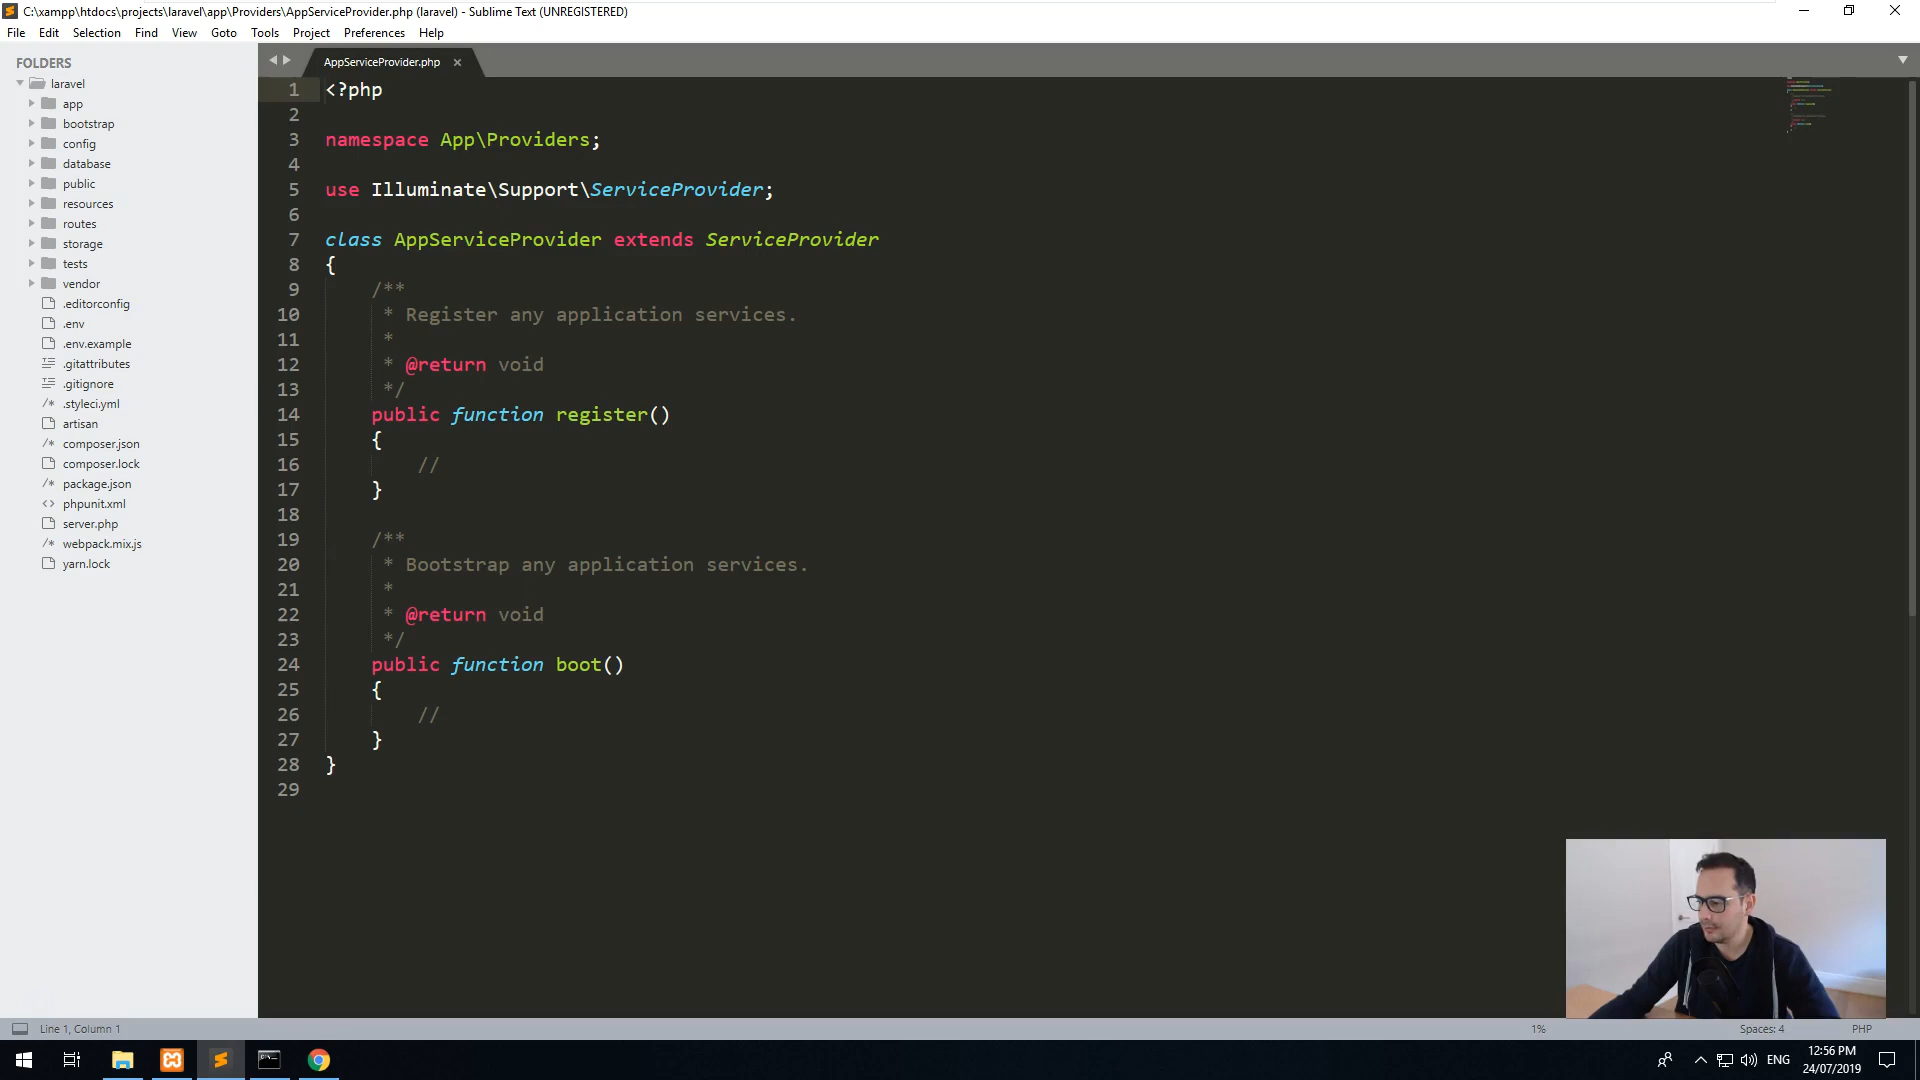 C:\xampp\htdocs\projects\laravel\app\Providers\AppServiceProvider.php (laravel) - Sublime Text (UNREGISTERED)
File Edit Selection Find View Goto Tools Project Preferences Help
FOLDERS
laravel
app
bootstrap
config
database
public
resources
routes
storage
tests
vendor
.editorconfig
.env
.env.example
.gitattributes
.gitignore
.styleci.yml
artisan
composer.json
composer.lock
package.json
phpunit.xml
server.php
webpack.mix.js
yarn.lock
AppServiceProvider.php
1 <?php
2
3 namespace App\Providers;
4
5 use Illuminate\Support\ServiceProvider;
6
7 class AppServiceProvider extends ServiceProvider
8 {
9 /**
10 * Register any application services.
11 *
12 * @return void
13 */
14 public function register()
15 {
16 //
17 }
18
19 /**
20 * Bootstrap any application services.
21 *
22 * @return void
23 */
24 public function boot()
25 {
26 //
27 }
28 }
29
Line 1, Column 1 1% Spaces: 4 PHP
ENG
12:56 PM
24/07/2019